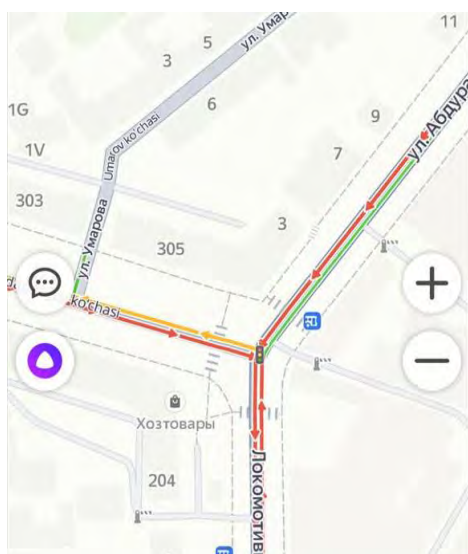 11
5
ул. Умар
3
6
9
ул. Абдура
1G
1V
Umarov ko'chasi
7
303
ул. Умарова
3
305
ko'chasi
Хозтовары
Локомотив
204